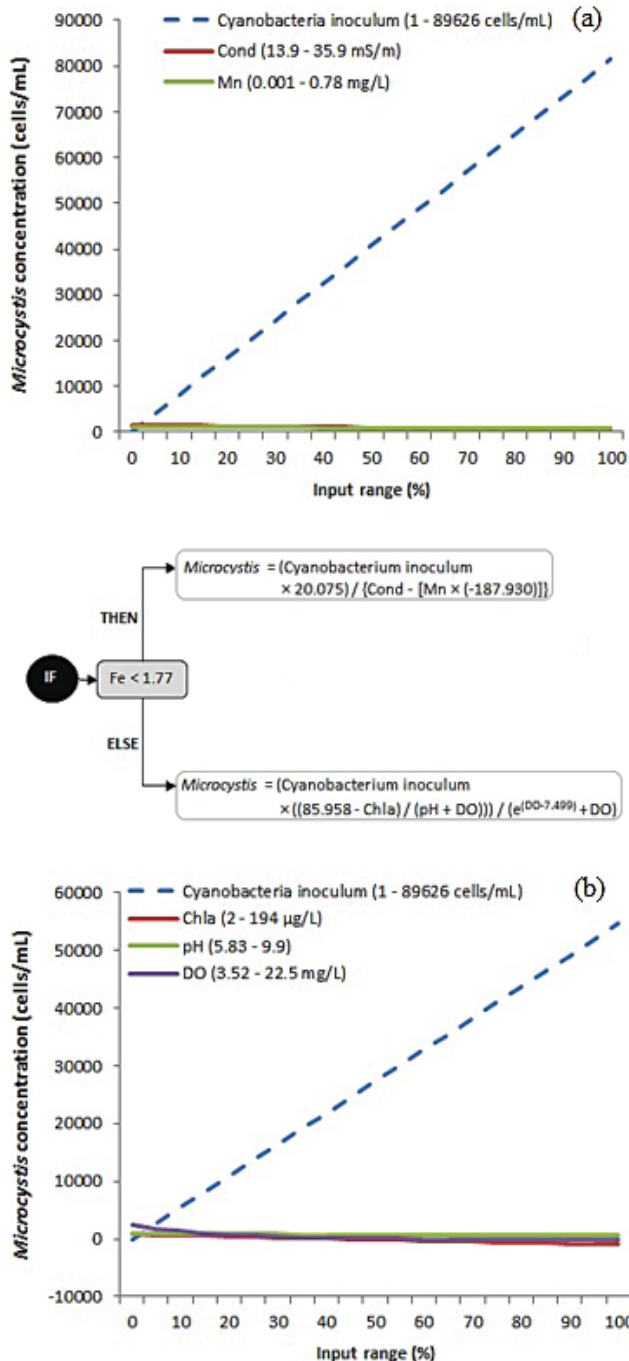 (a)
Cyanobacteria inoculum (1 - 89626 cells/mL)
Cond (13.9 - 35.9 mS/m)
Mn (0.001 - 0.78 mg/L)
Microcystis concentration (cells/mL)
90000
80000
70000
60000
50000
40000
30000
20000
10000
0
0 10 20 30 40 50 60 70 80 90 100
Input range (%)
Microcystis = (Cyanobacterium inoculum
× 20.075) / {Cond - [Mn × (-187.930)]}
THEN
IF
Fe < 1.77
ELSE
Microcystis = (Cyanobacterium inoculum
×((85.958 - Chla) / (pH + DO))) / (e^(DO-7.499) + DO)
(b)
Cyanobacteria inoculum (1 - 89626 cells/mL)
Chla (2 - 194 µg/L)
pH (5.83 - 9.9)
DO (3.52 - 22.5 mg/L)
Microcystis concentration (cells/mL)
60000
50000
40000
30000
20000
10000
0
-10000
0 10 20 30 40 50 60 70 80 90 100
Input range (%)